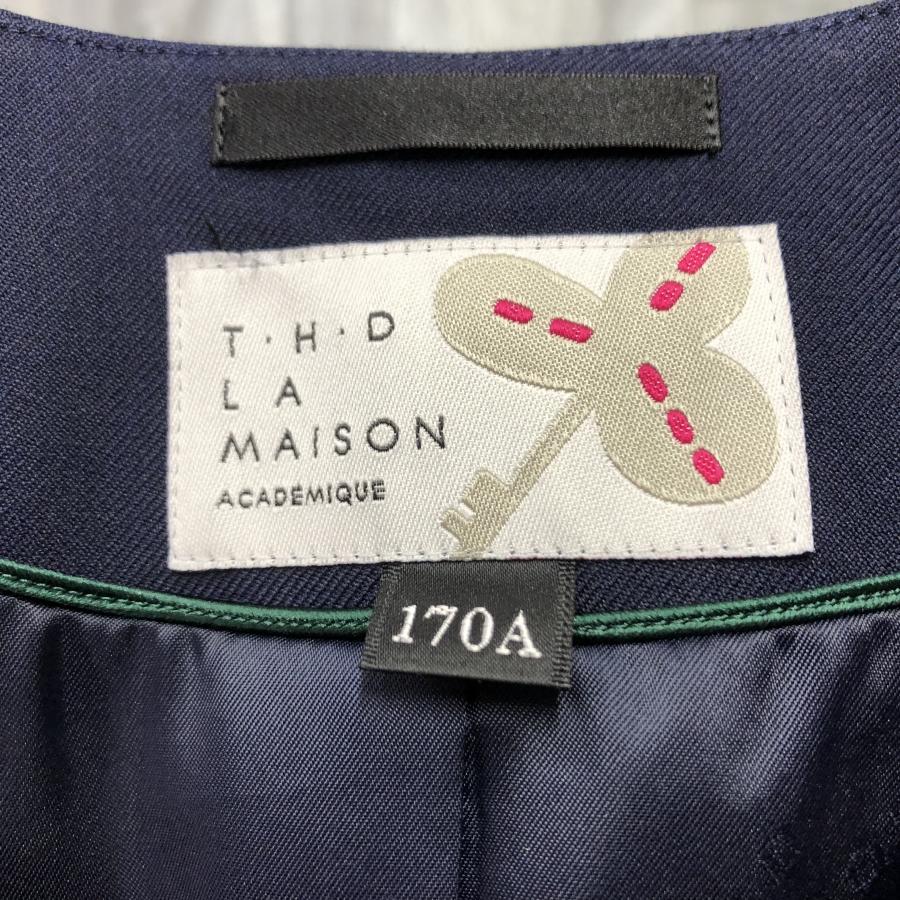 T·H·D
LA
MAISON
ACADÉMIQUE
170A